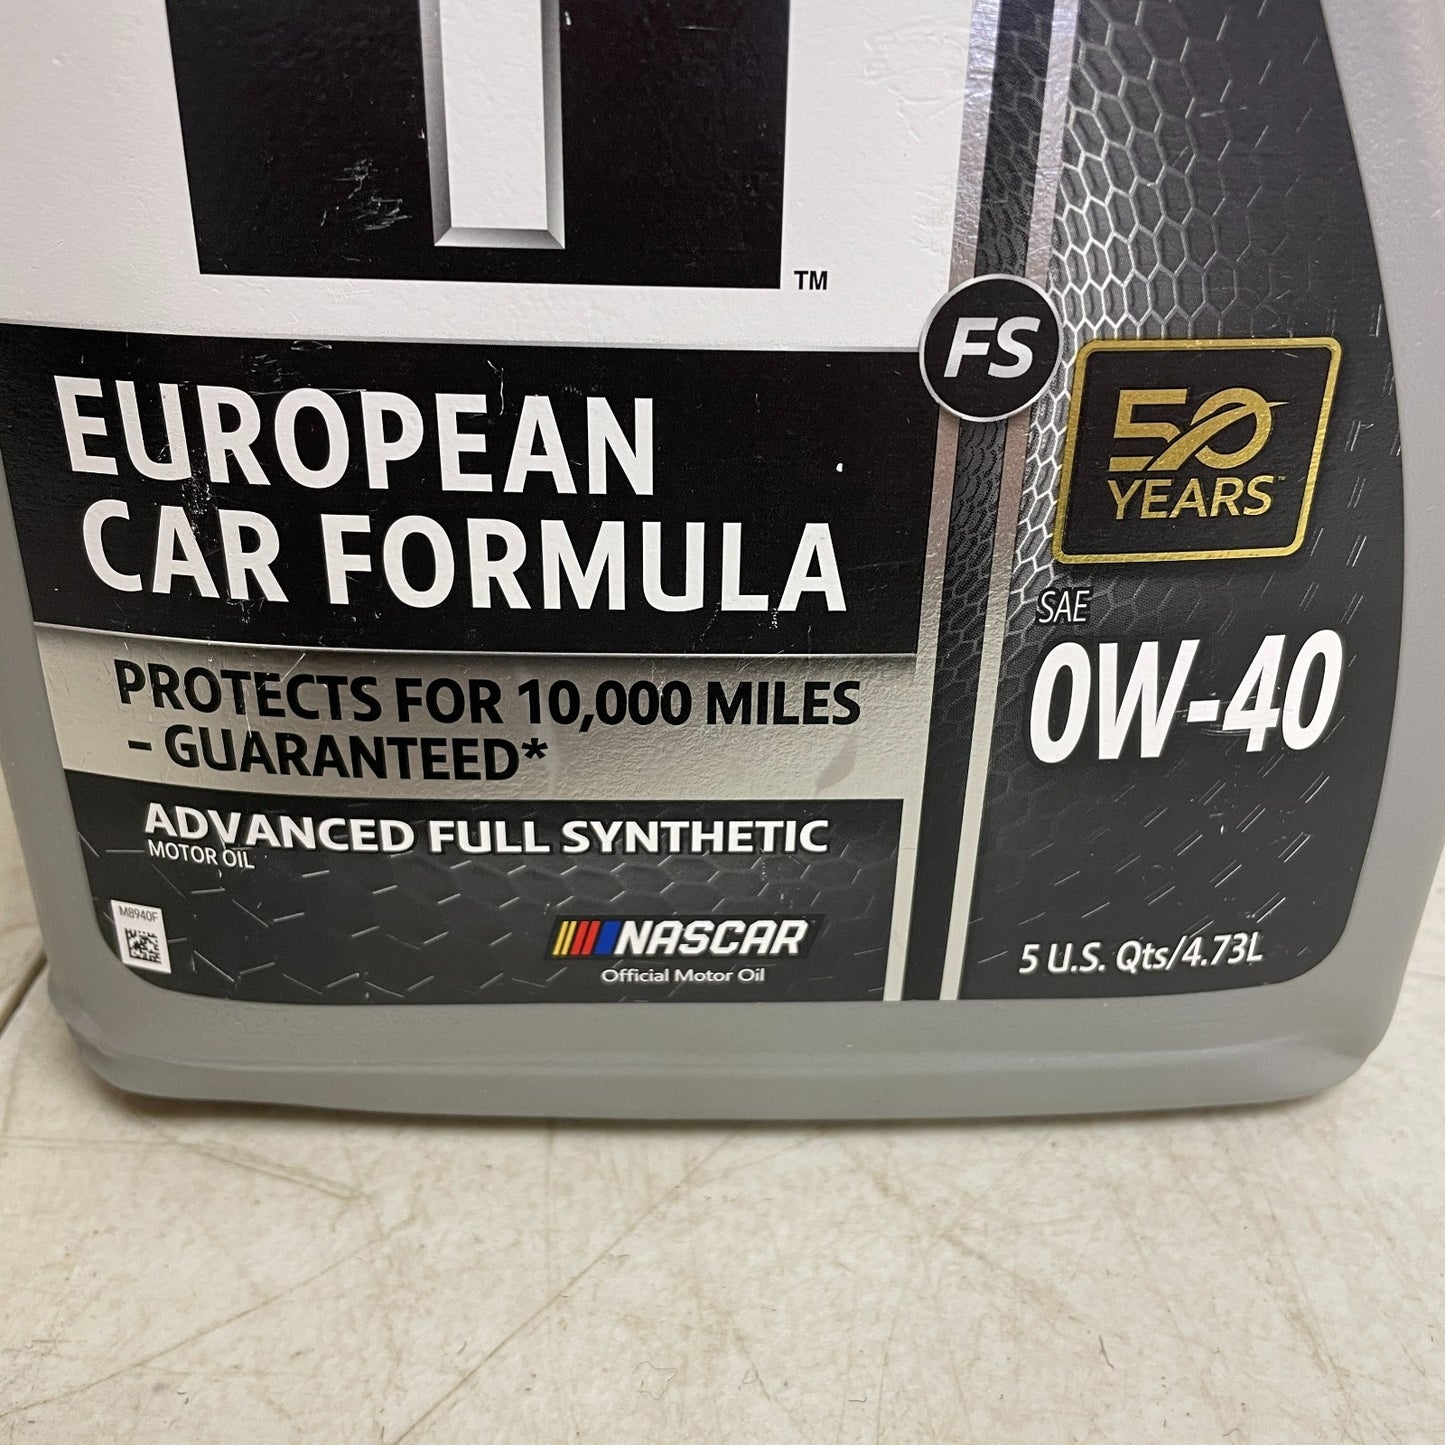 TM
FS
EUROPEAN
CAR FORMULA
50
YEARS™
SAE
0W-40
PROTECTS FOR 10,000 MILES
– GUARANTEED*
ADVANCED FULL SYNTHETIC
MOTOR OIL
M8940F
NASCAR
Official Motor Oil
5 U.S. Qts/4.73L